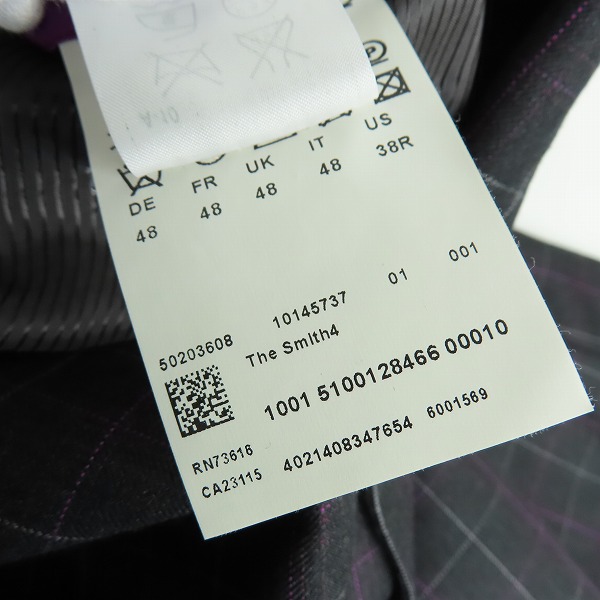 A-10
DE FR UK IT US
48 48 48 48 38R
50203608 10145737 01 001
The Smith4
1001 5100128466 00010
RN73616
CA23115 4021408347654 6001569